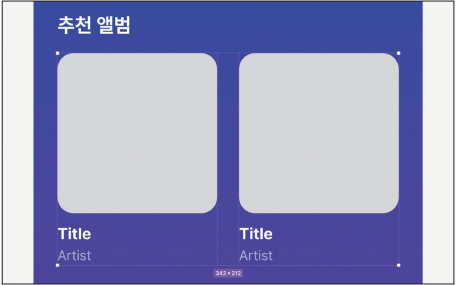 추천 앨범
Title
Title
Artist
Artist
342 × 212